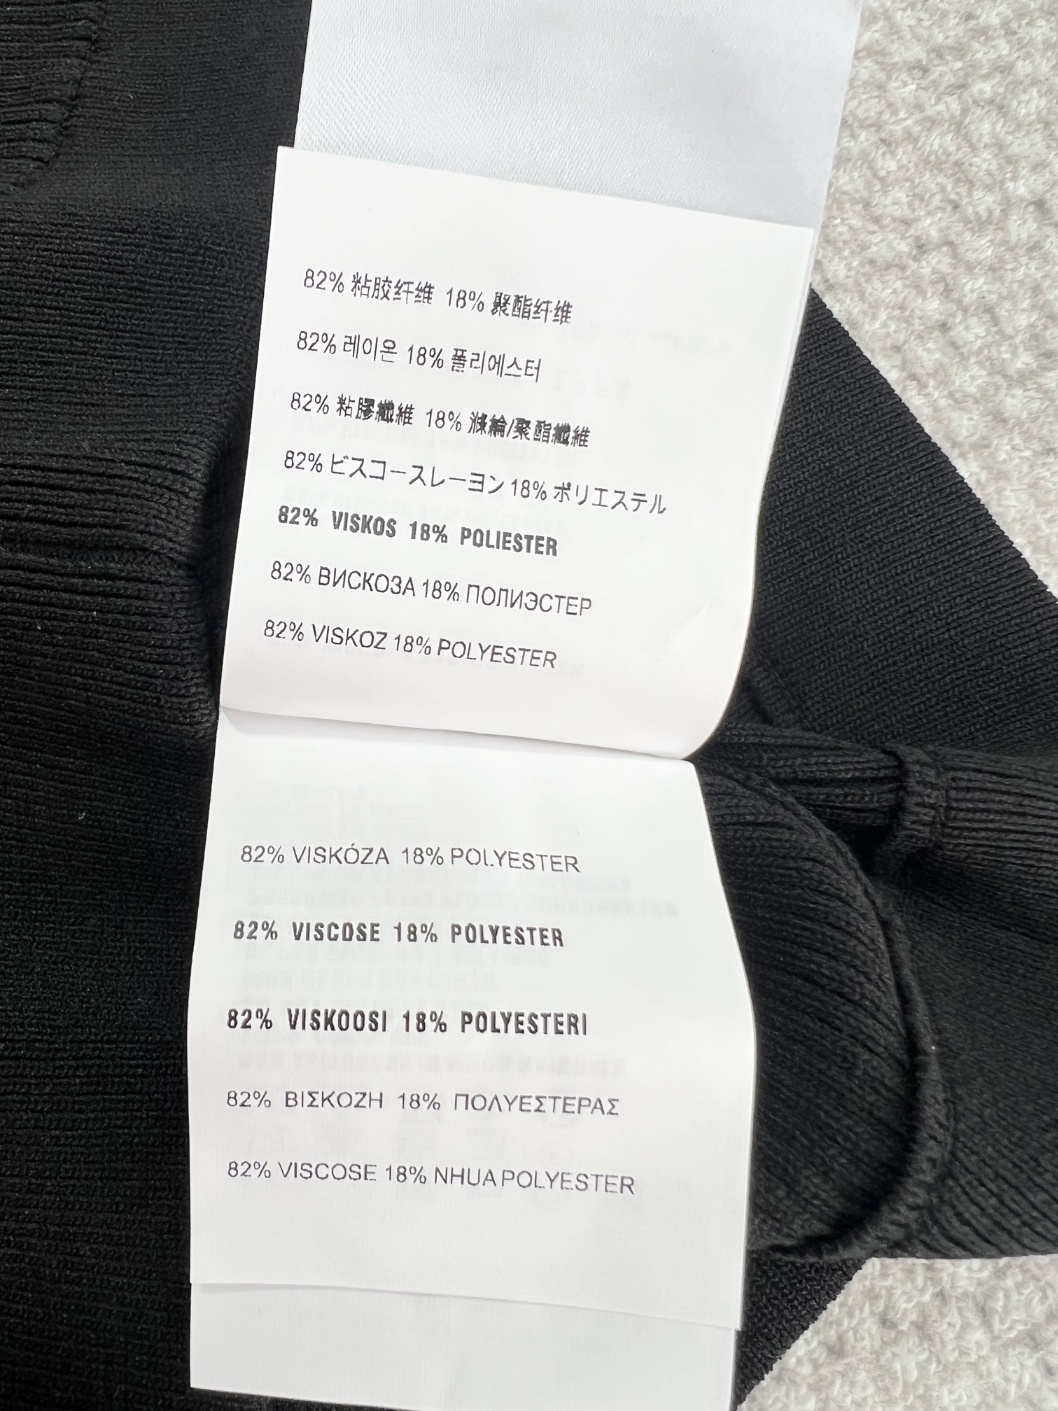 82% 粘胶纤维 18% 聚酯纤维
82% 레이온 18% 폴리에스터
82% 粘膠纖維 18% 滌綸/聚酯纖維
82% ビスコースレーヨン 18% ポリエステル
82% VISKOS 18% POLIESTER
82% ВИСКОЗА 18% ПОЛИЭСТЕР
82% VISKOZ 18% POLYESTER
82% VISKÓZA 18% POLYESTER
82% VISCOSE 18% POLYESTER
82% VISKOOSI 18% POLYESTERI
82% ΒΙΣΚΟΖΗ 18% ΠΟΛΥΕΣΤΕΡΑΣ
82% VISCOSE 18% NHUA POLYESTER